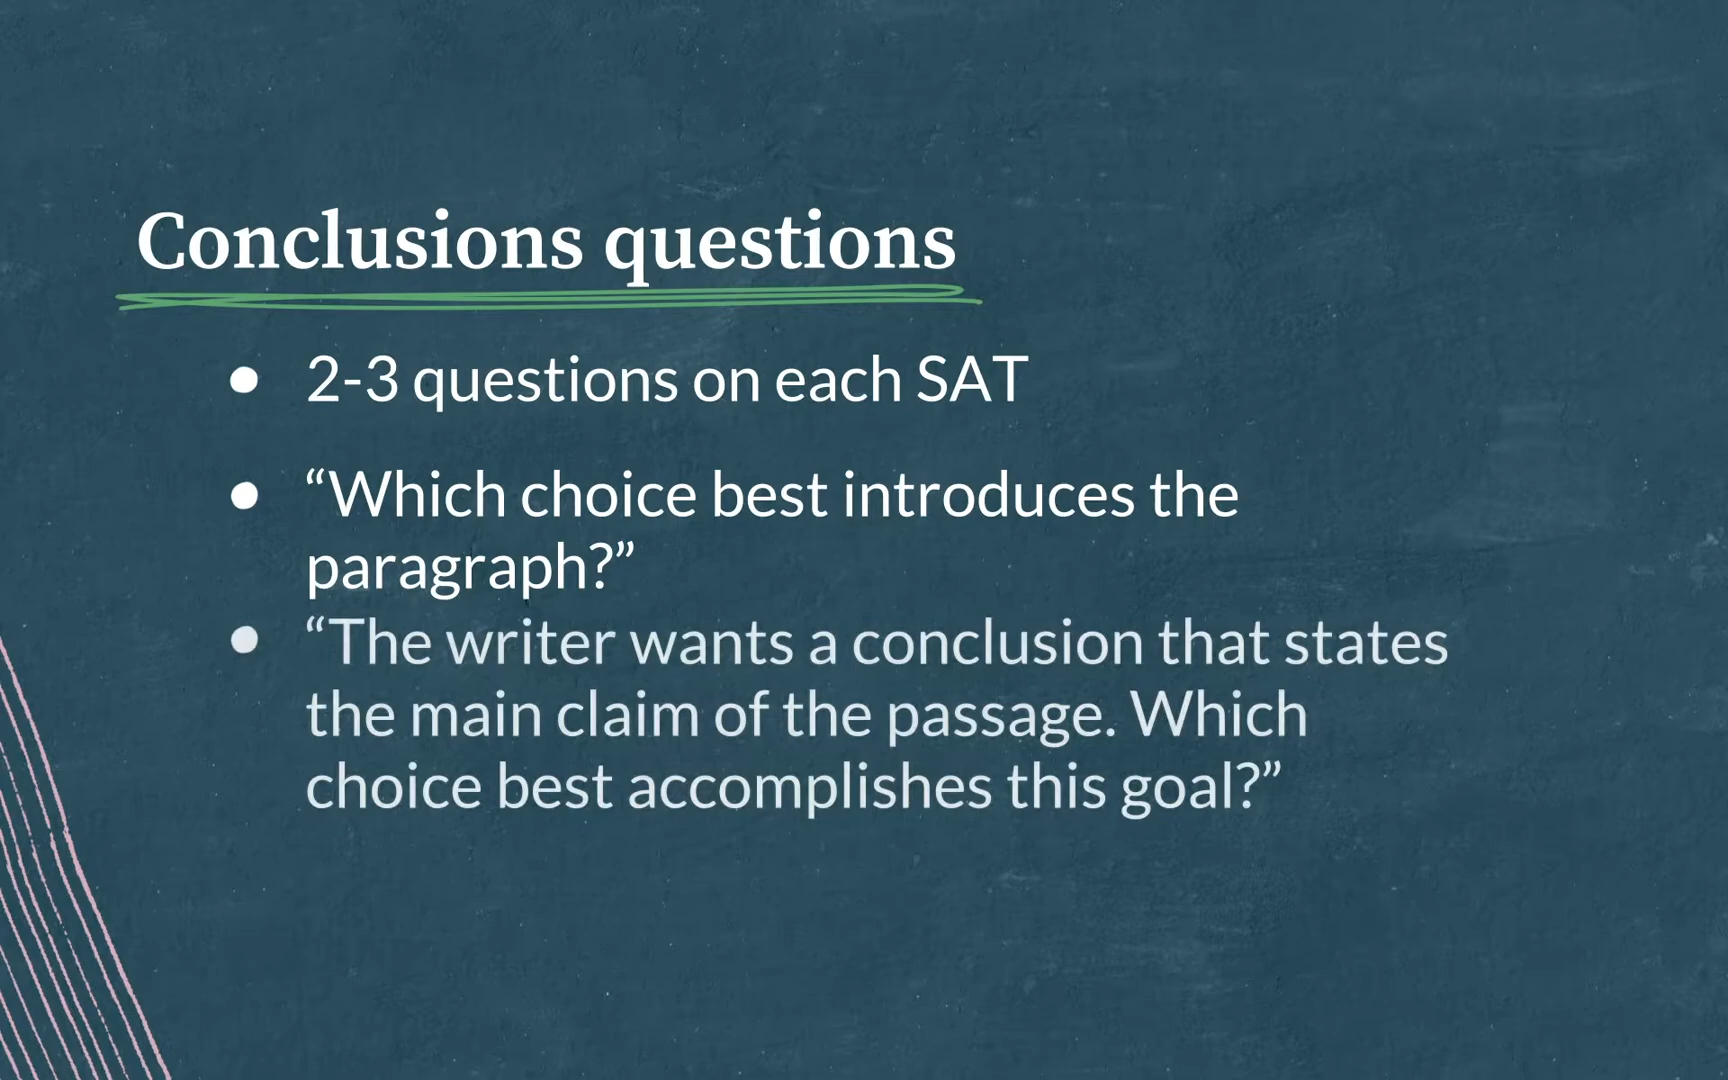 Conclusions questions
● 2-3 questions on each SAT
● “Which choice best introduces the
paragraph?”
● “The writer wants a conclusion that states
the main claim of the passage. Which
choice best accomplishes this goal?”